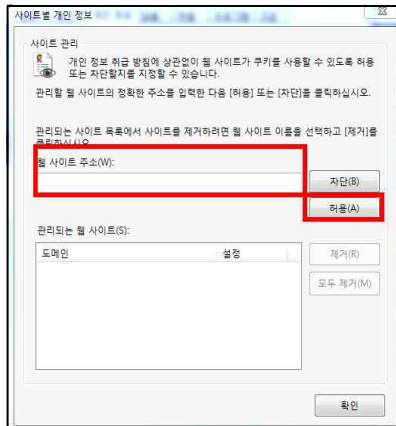 사이트별 개인 정보
사이트 관리
개인 정보 취급 방침에 상관없이 웹 사이트가 쿠키를 사용할 수 있도록 허용
또는 차단할지를 지정할 수 있습니다.
관리할 웹 사이트의 정확한 주소를 입력한 다음 [허용] 또는 [차단]을 클릭하십시오.
관리되는 사이트 목록에서 사이트를 제거하려면 웹 사이트 이름을 선택하고 [제거]를
클릭하십시오.
웹 사이트 주소(W):
차단(B)
허용(A)
관리되는 웹 사이트(S):
도메인 설정
제거(R)
모두 제거(M)
확인